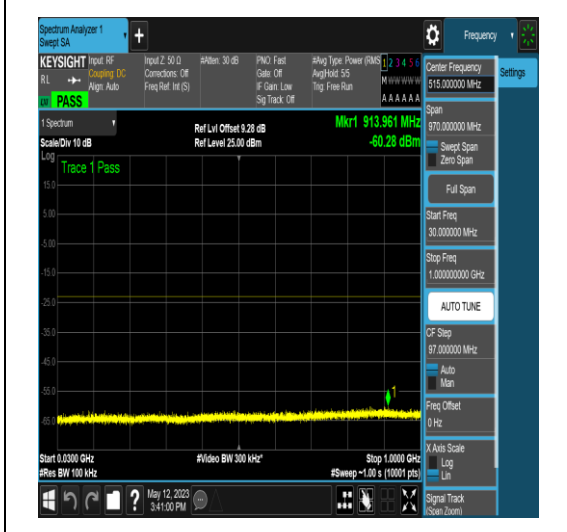 Spectrum Analyzer 1
Swept SA
Frequency
KEYSIGHT
RL
Input: RF
Coupling: DC
Align: Auto
Input Z: 50 Ω
Corrections: Off
Freq Ref: Int (S)
#Atten: 30 dB
PNO: Fast
Gate: Off
IF Gain: Low
Sig Track: Off
#Avg Type: Power (RMS
Avg|Hold: 5/5
Trig: Free Run
1 2 3 4 5 6
M W W W W W
A A A A A A
PASS
1 Spectrum
Scale/Div 10 dB
Ref Lvl Offset 9.28 dB
Ref Level 25.00 dBm
Mkr1 913.961 MHz
-60.28 dBm
Log
Trace 1 Pass
15.0
5.00
-5.00
-15.0
-25.0
-35.0
-45.0
-55.0
-65.0
1
Start 0.0300 GHz
#Res BW 100 kHz
#Video BW 300 kHz*
Stop 1.0000 GHz
#Sweep ~1.00 s (10001 pts)
May 12, 2023
3:41:00 PM
Center Frequency
515.000000 MHz
Settings
Span
970.000000 MHz
Swept Span
Zero Span
Full Span
Start Freq
30.000000 MHz
Stop Freq
1.000000000 GHz
AUTO TUNE
CF Step
97.000000 MHz
Auto
Man
Freq Offset
0 Hz
X Axis Scale
Log
Lin
Signal Track
(Span Zoom)